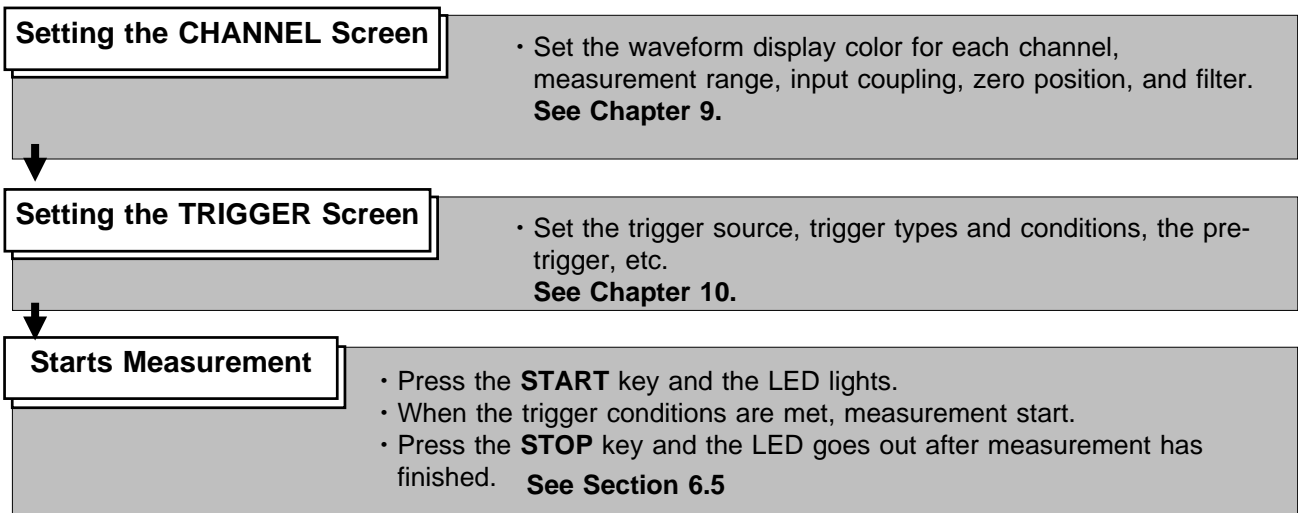 Setting the CHANNEL Screen
・Set the waveform display color for each channel,
measurement range, input coupling, zero position, and filter.
See Chapter 9.
Setting the TRIGGER Screen
・Set the trigger source, trigger types and conditions, the pre-
trigger, etc.
See Chapter 10.
Starts Measurement
・Press the START key and the LED lights.
・When the trigger conditions are met, measurement start.
・Press the STOP key and the LED goes out after measurement has
finished. See Section 6.5